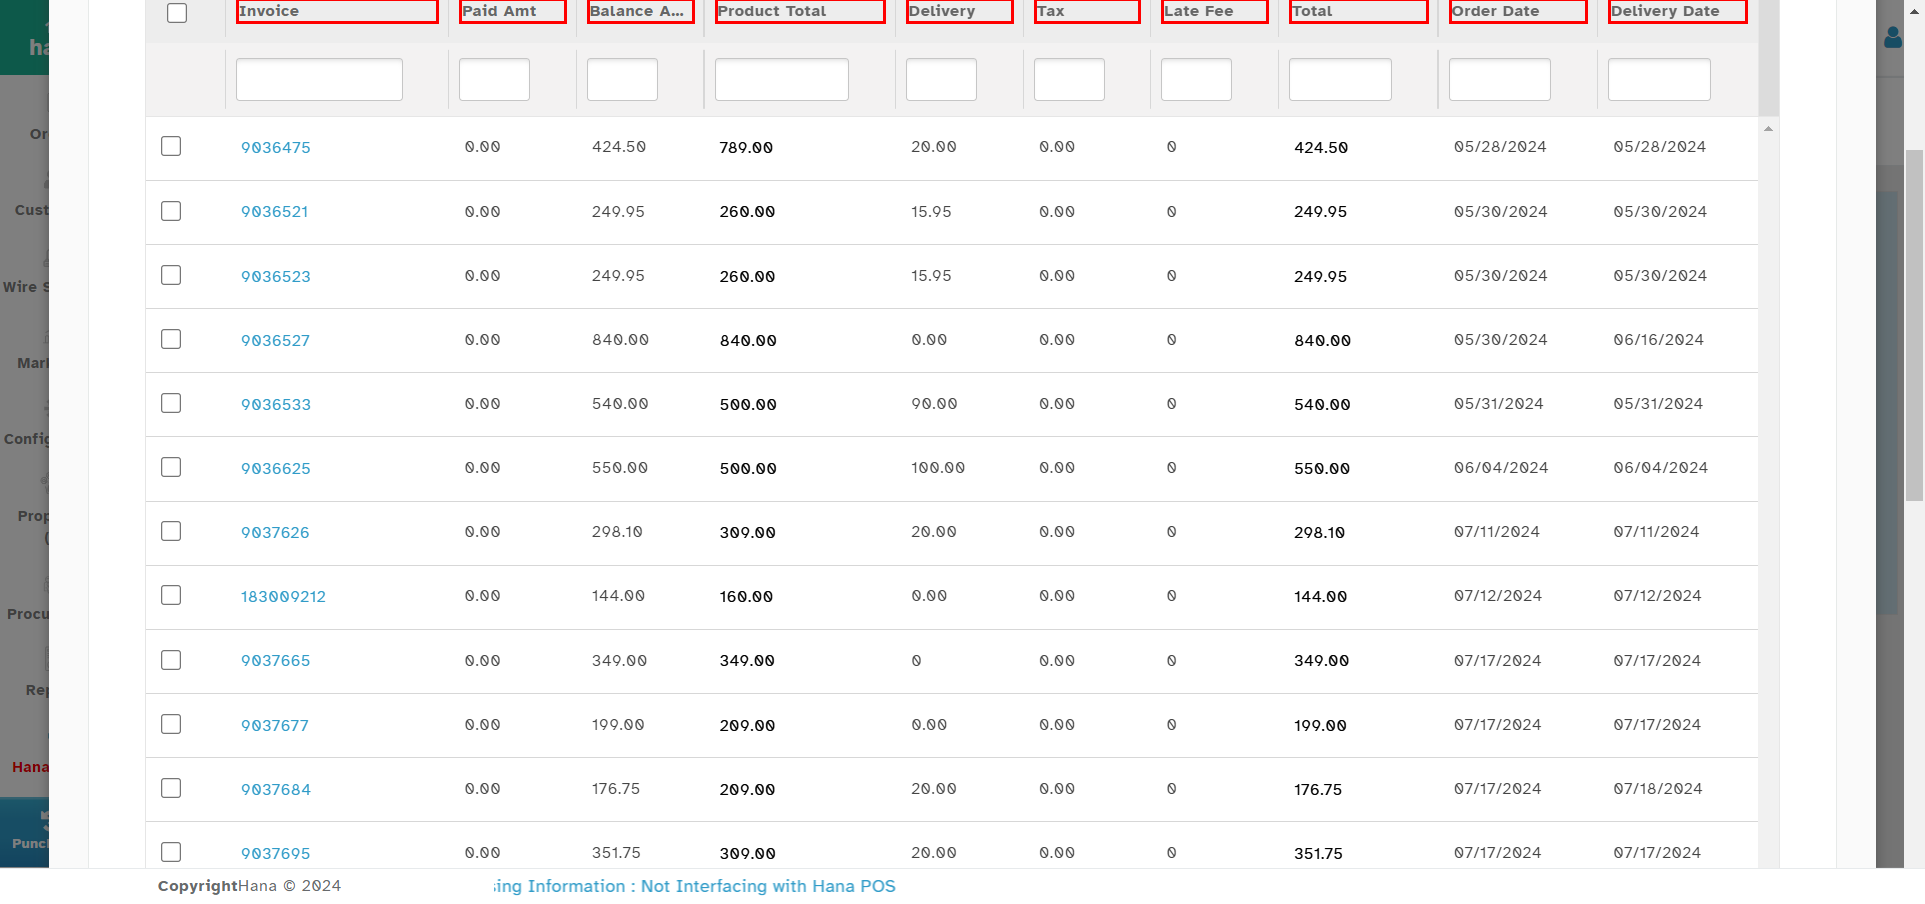 Invoice Paid Amt Balance A... Product Total Delivery Tax Late Fee Total Order Date Delivery Date
9036475 0.00 424.50 789.00 20.00 0.00 0 424.50 05/28/2024 05/28/2024
9036521 0.00 249.95 260.00 15.95 0.00 0 249.95 05/30/2024 05/30/2024
9036523 0.00 249.95 260.00 15.95 0.00 0 249.95 05/30/2024 05/30/2024
9036527 0.00 840.00 840.00 0.00 0.00 0 840.00 05/30/2024 06/16/2024
9036533 0.00 540.00 500.00 90.00 0.00 0 540.00 05/31/2024 05/31/2024
9036625 0.00 550.00 500.00 100.00 0.00 0 550.00 06/04/2024 06/04/2024
9037626 0.00 298.10 309.00 20.00 0.00 0 298.10 07/11/2024 07/11/2024
183009212 0.00 144.00 160.00 0.00 0.00 0 144.00 07/12/2024 07/12/2024
9037665 0.00 349.00 349.00 0 0.00 0 349.00 07/17/2024 07/17/2024
9037677 0.00 199.00 209.00 0.00 0.00 0 199.00 07/17/2024 07/17/2024
9037684 0.00 176.75 209.00 20.00 0.00 0 176.75 07/17/2024 07/18/2024
9037695 0.00 351.75 309.00 20.00 0.00 0 351.75 07/17/2024 07/17/2024
ha
Or
Cust
Wire S
Mark
Config
Prop
(
Procu
Rep
Hana
Punch
CopyrightHana © 2024
sing Information : Not Interfacing with Hana POS